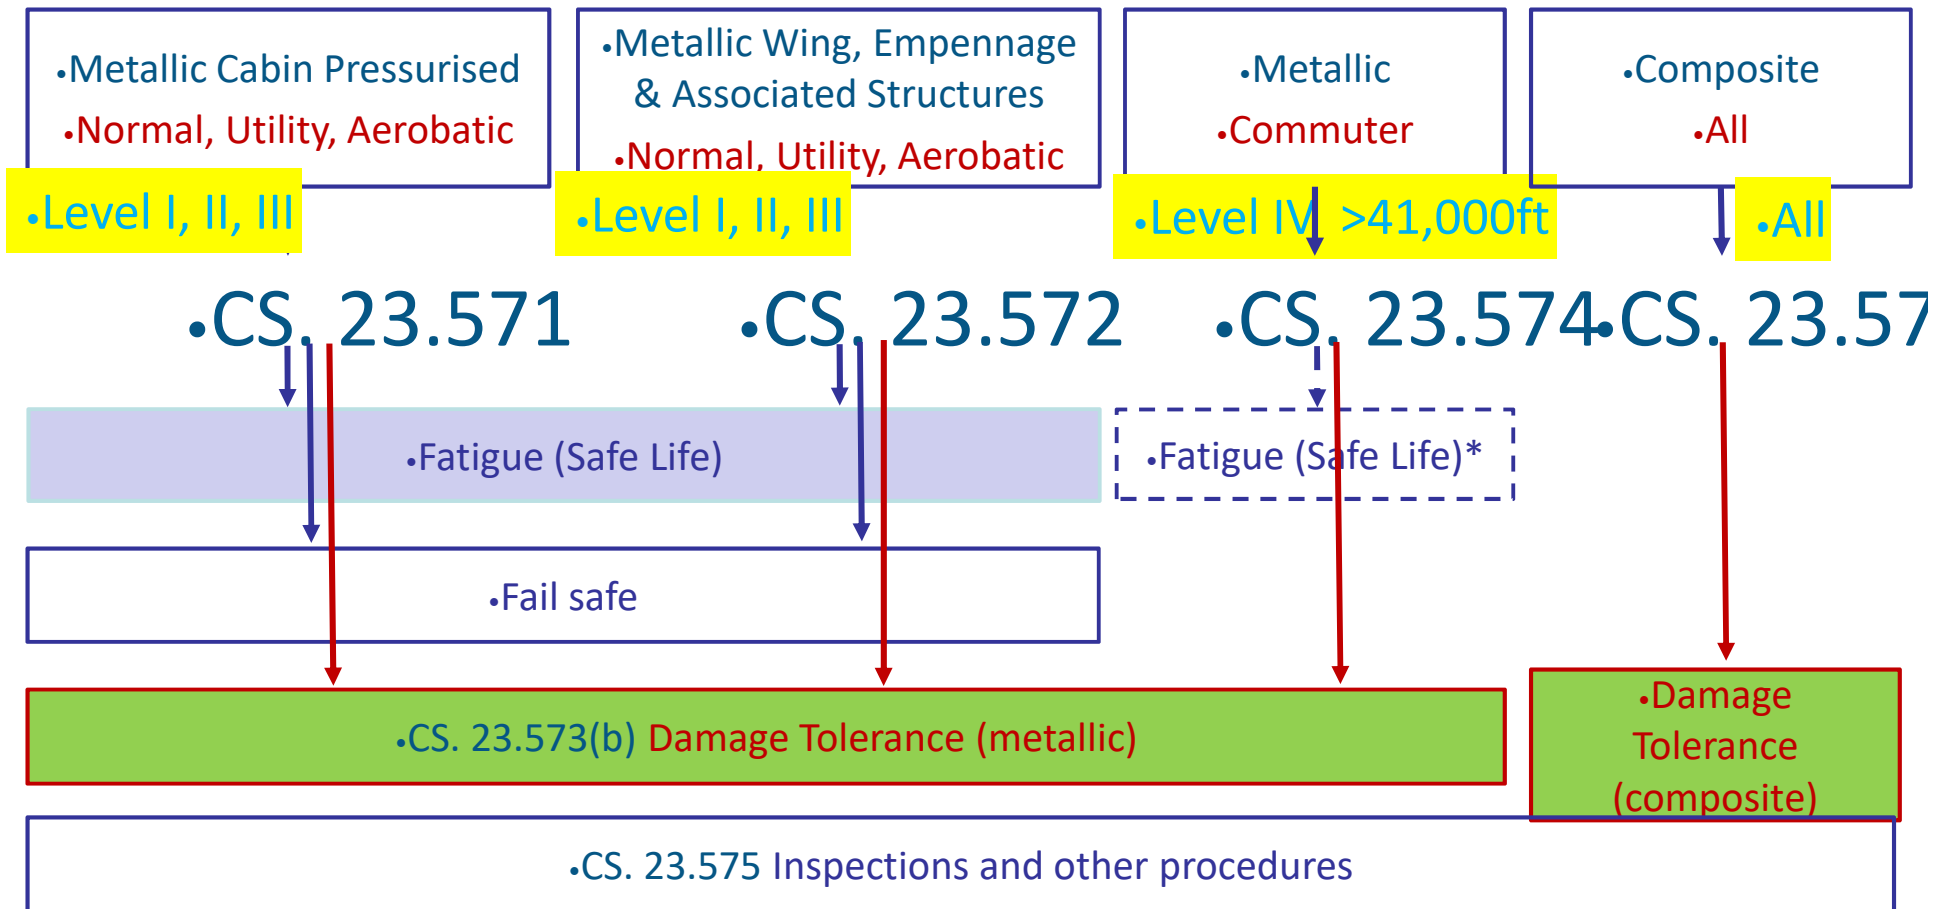 •Metallic Cabin Pressurised
•Normal, Utility, Aerobatic
•Level I, II, III
•Metallic Wing, Empennage
& Associated Structures
•Normal, Utility, Aerobatic
•Level I, II, III
•Metallic
•Commuter
•Level IV >41,000ft
•Composite
•All
•All
•CS. 23.571
•CS. 23.572
•CS. 23.574
•CS. 23.57
•Fatigue (Safe Life)
•Fatigue (Safe Life)*
•Fail safe
•CS. 23.573(b) Damage Tolerance (metallic)
•Damage
Tolerance
(composite)
•CS. 23.575 Inspections and other procedures